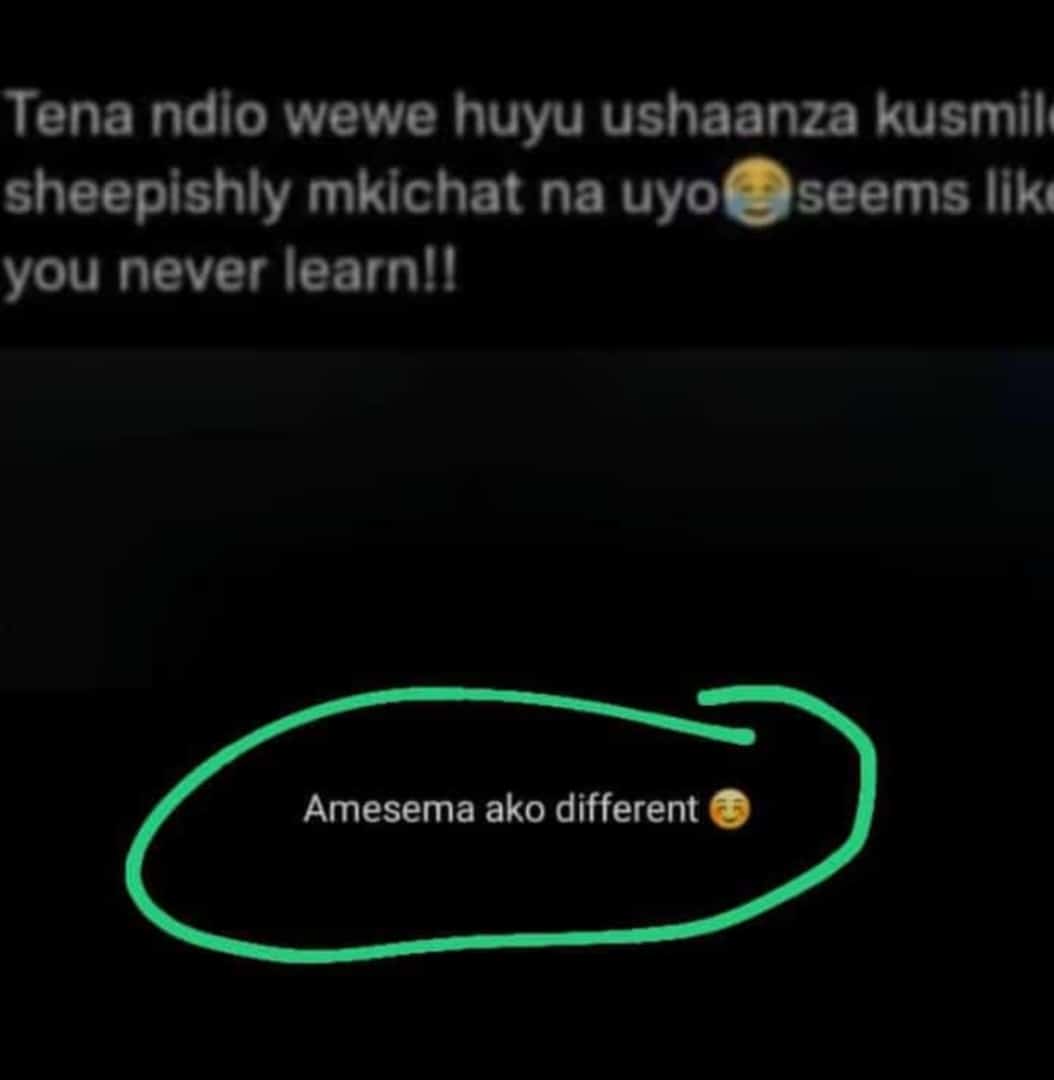 Tena ndio wewe huyu ushaanza kusmile
sheepishly mkichat na uyo😂seems like
you never learn!!
Amesema ako different ☺️